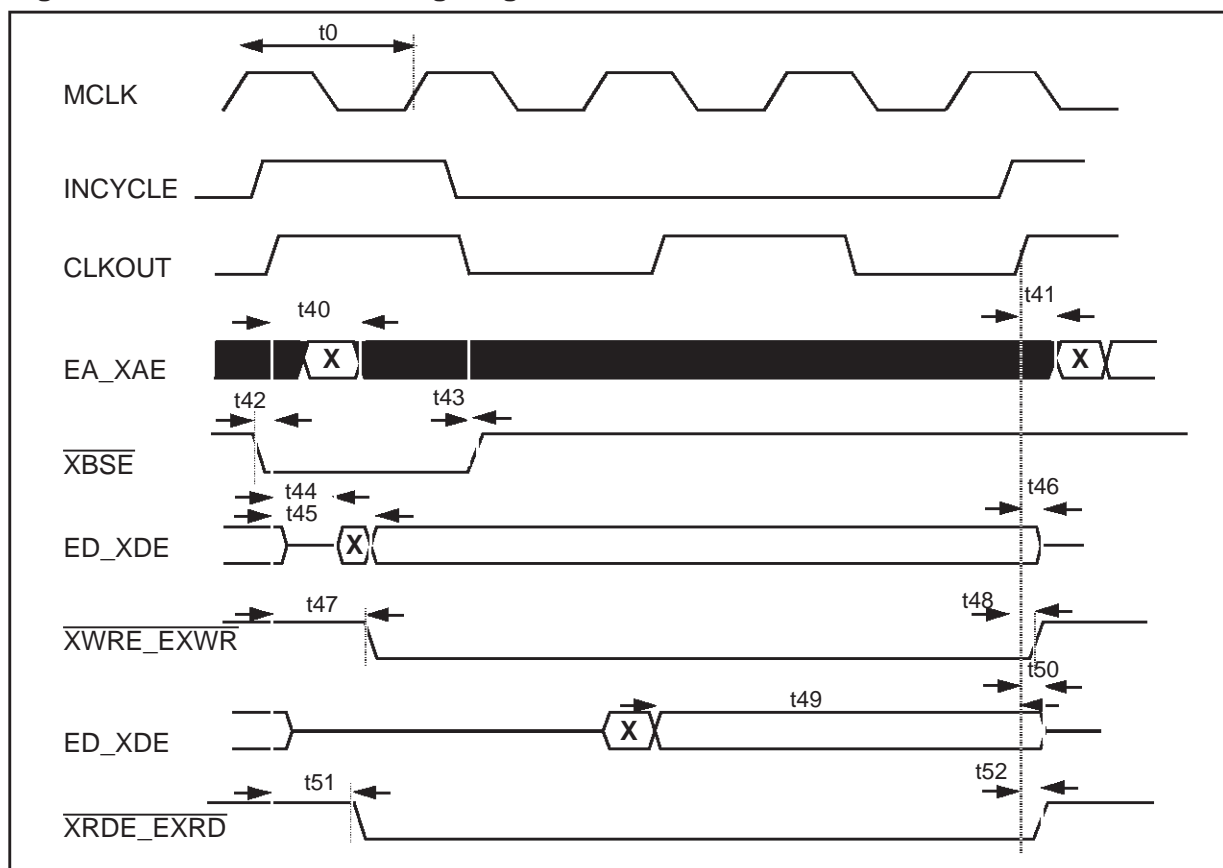 t0
MCLK
INCYCLE
CLKOUT
t40
t41
EA_XAE
X
X
t42
t43
XBSE
t44
t45
t46
ED_XDE
X
t47
t48
XWRE_EXWR
t50
t49
ED_XDE
X
t51
t52
XRDE_EXRD